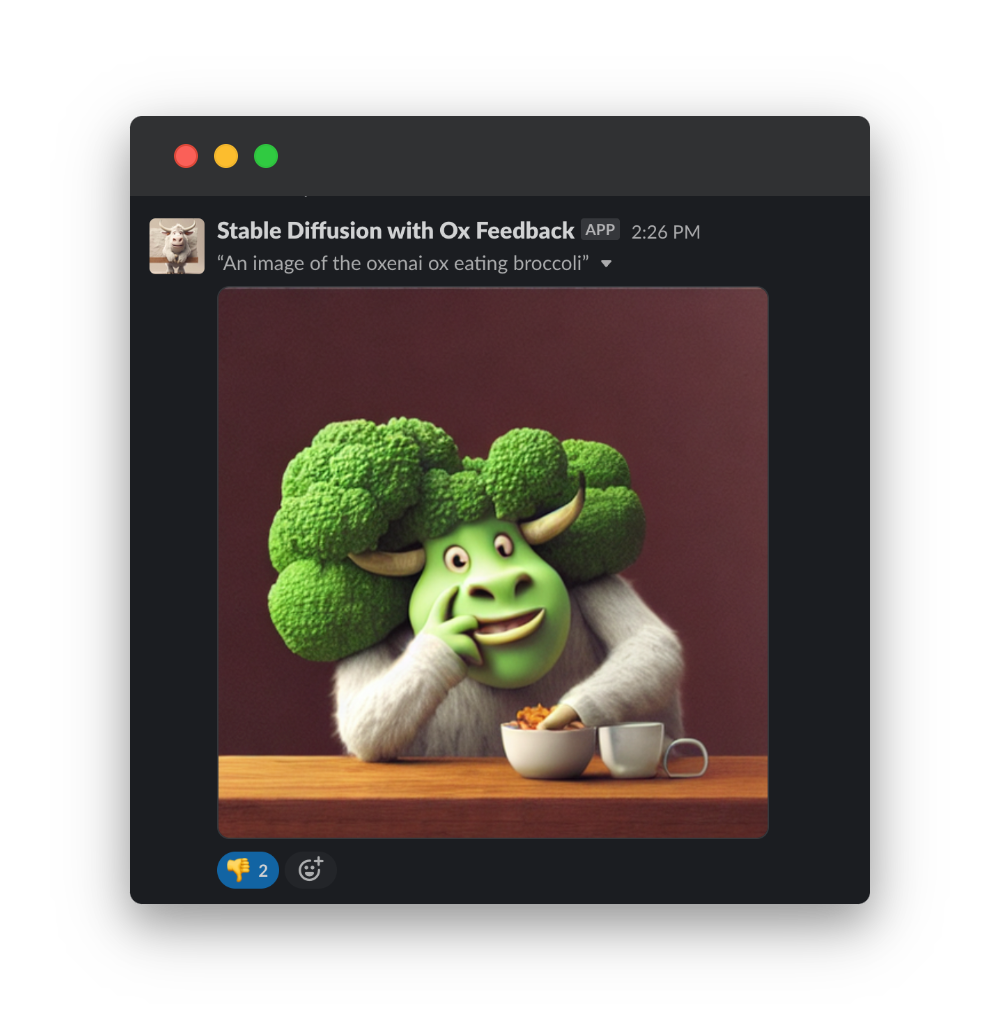 Stable Diffusion with Ox Feedback APP 2:26 PM
“An image of the oxenai ox eating broccoli”
2